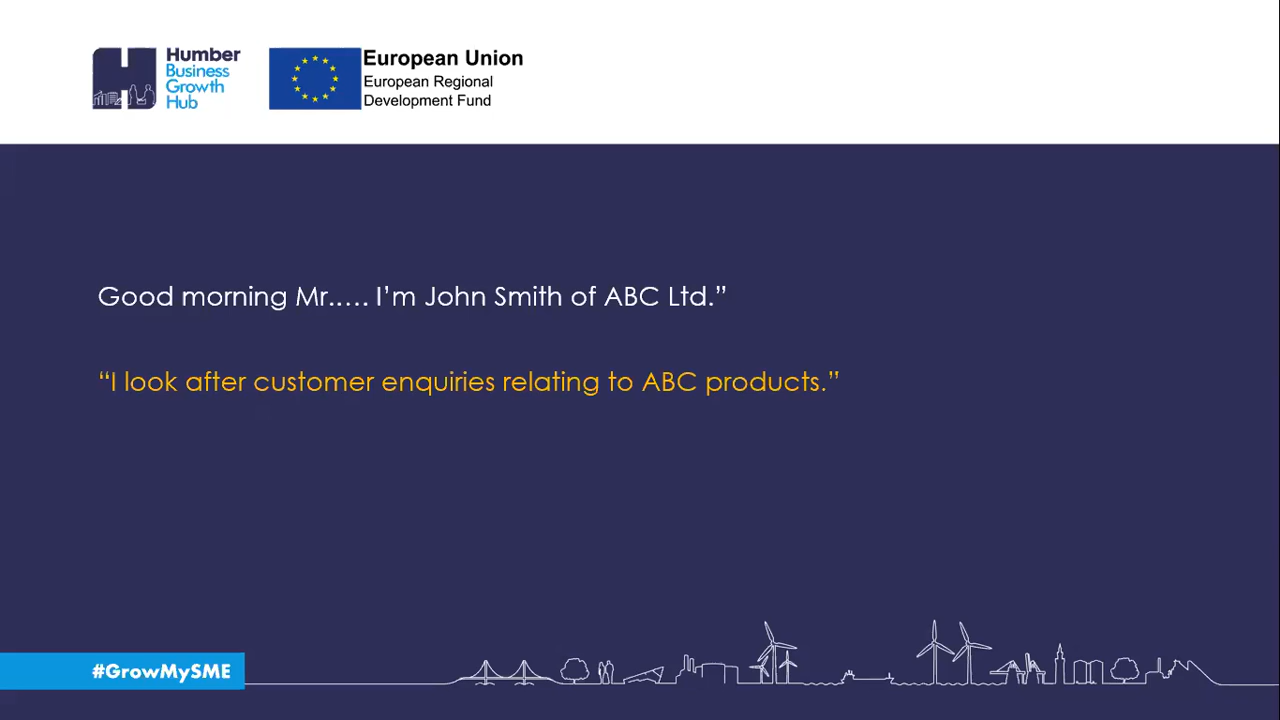 Humber
Business
Growth
Hub
European Union
European Regional
Development Fund
Good morning Mr..… I’m John Smith of ABC Ltd.”
“I look after customer enquiries relating to ABC products.”
#GrowMySME